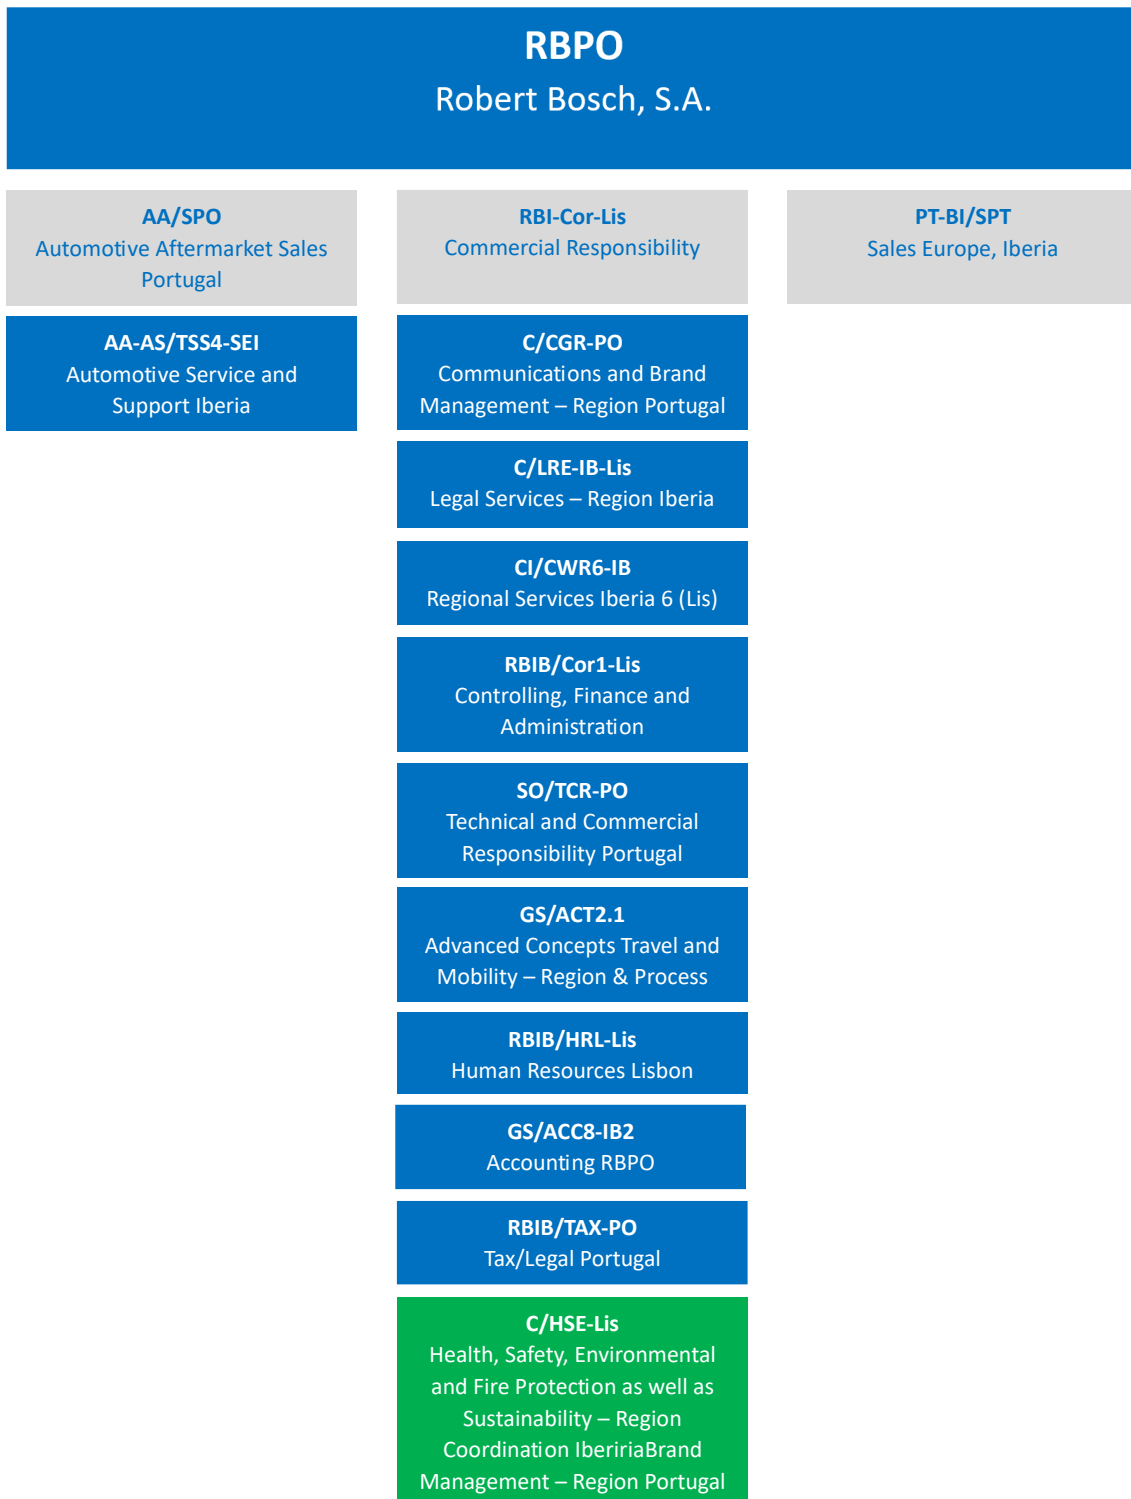 RBPO
Robert Bosch, S.A.
AA/SPO
Automotive Aftermarket Sales
Portugal
RBI-Cor-Lis
Commercial Responsibility
PT-BI/SPT
Sales Europe, Iberia
AA-AS/TSS4-SEI
Automotive Service and
Support Iberia
C/CGR-PO
Communications and Brand
Management – Region Portugal
C/LRE-IB-Lis
Legal Services – Region Iberia
CI/CWR6-IB
Regional Services Iberia 6 (Lis)
RBIB/Cor1-Lis
Controlling, Finance and
Administration
SO/TCR-PO
Technical and Commercial
Responsibility Portugal
GS/ACT2.1
Advanced Concepts Travel and
Mobility – Region & Process
RBIB/HRL-Lis
Human Resources Lisbon
GS/ACC8-IB2
Accounting RBPO
RBIB/TAX-PO
Tax/Legal Portugal
C/HSE-Lis
Health, Safety, Environmental
and Fire Protection as well as
Sustainability – Region
Coordination IbeririaBrand
Management – Region Portugal